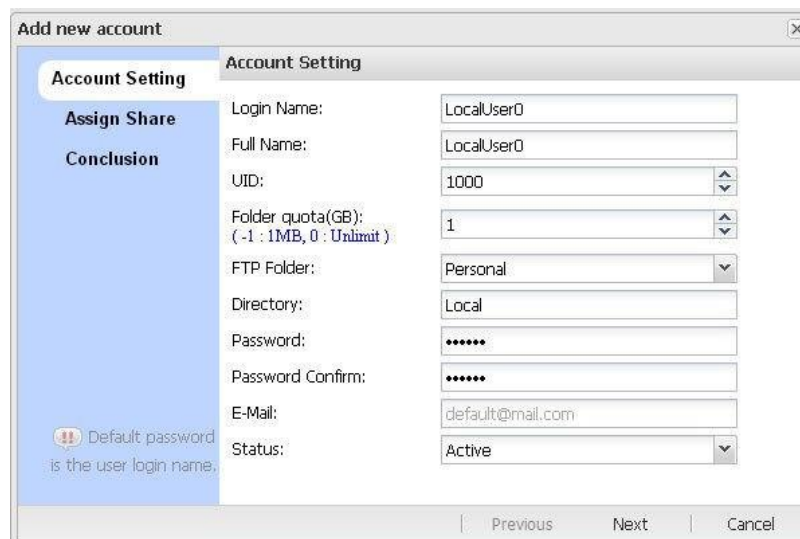 Add new account
Account Setting
Assign Share
Conclusion
Default password
is the user login name.
Account Setting
Login Name: LocalUser0
Full Name: LocalUser0
UID: 1000
Folder quota(GB): 1
( -1 : 1MB, 0 : Unlimit )
FTP Folder: Personal
Directory: Local
Password: ••••••
Password Confirm: ••••••
E-Mail: default@mail.com
Status: Active
Previous Next Cancel